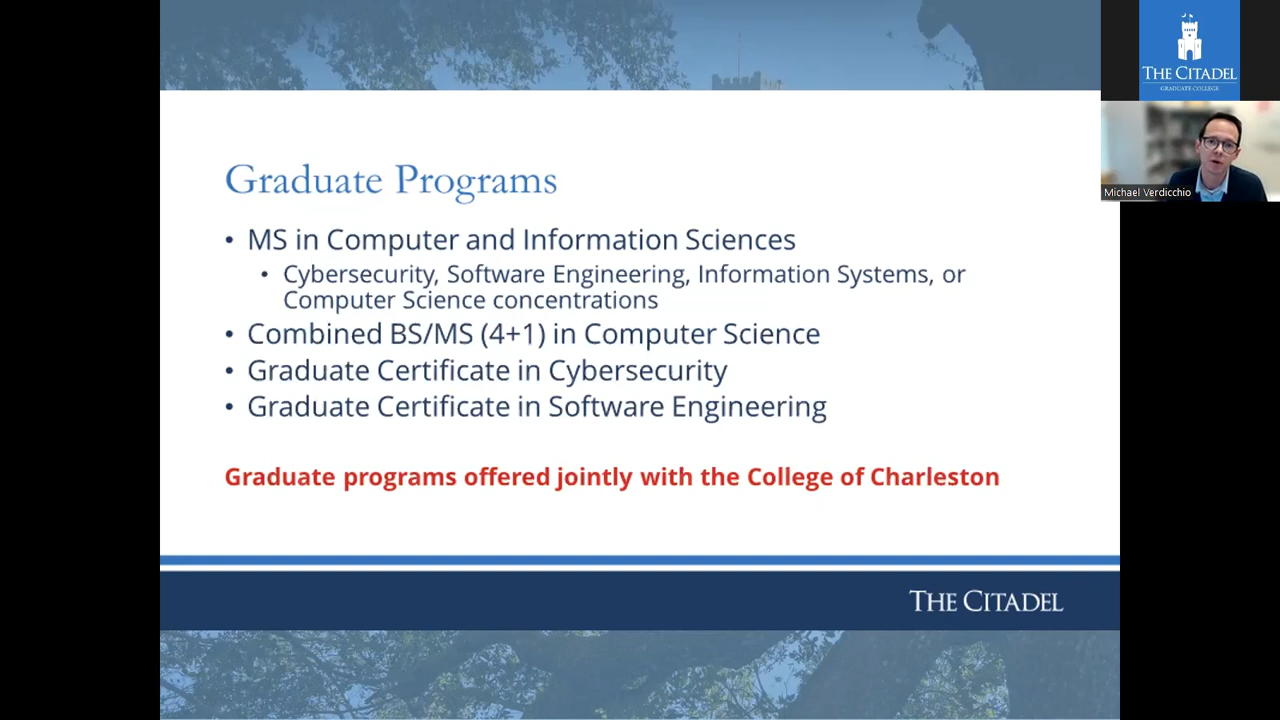 Graduate Programs
• MS in Computer and Information Sciences
• Cybersecurity, Software Engineering, Information Systems, or
Computer Science concentrations
• Combined BS/MS (4+1) in Computer Science
• Graduate Certificate in Cybersecurity
• Graduate Certificate in Software Engineering
Graduate programs offered jointly with the College of Charleston
THE CITADEL
THE CITADEL
GRADUATE COLLEGE
Michael Verdicchio